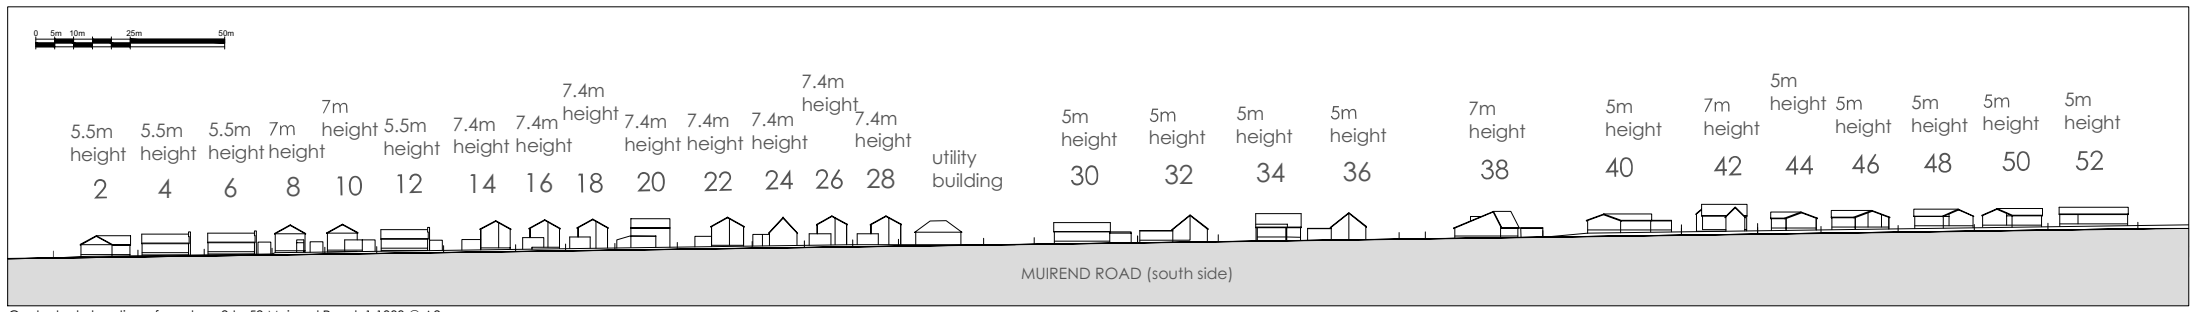 0 5m 10m 25m 50m
5.5m
height
2
5.5m
height
4
5.5m
height
6
7m
height
8
7m
height
10
5.5m
height
12
7.4m
height
14
7.4m
height
16
7.4m
height
18
7.4m
height
20
7.4m
height
22
7.4m
height
24
7.4m
height
26
7.4m
height
28
utility
building
5m
height
30
5m
height
32
5m
height
34
5m
height
36
7m
height
38
5m
height
40
7m
height
42
5m
height
44
5m
height
46
5m
height
48
5m
height
50
5m
height
52
MUIREND ROAD (south side)